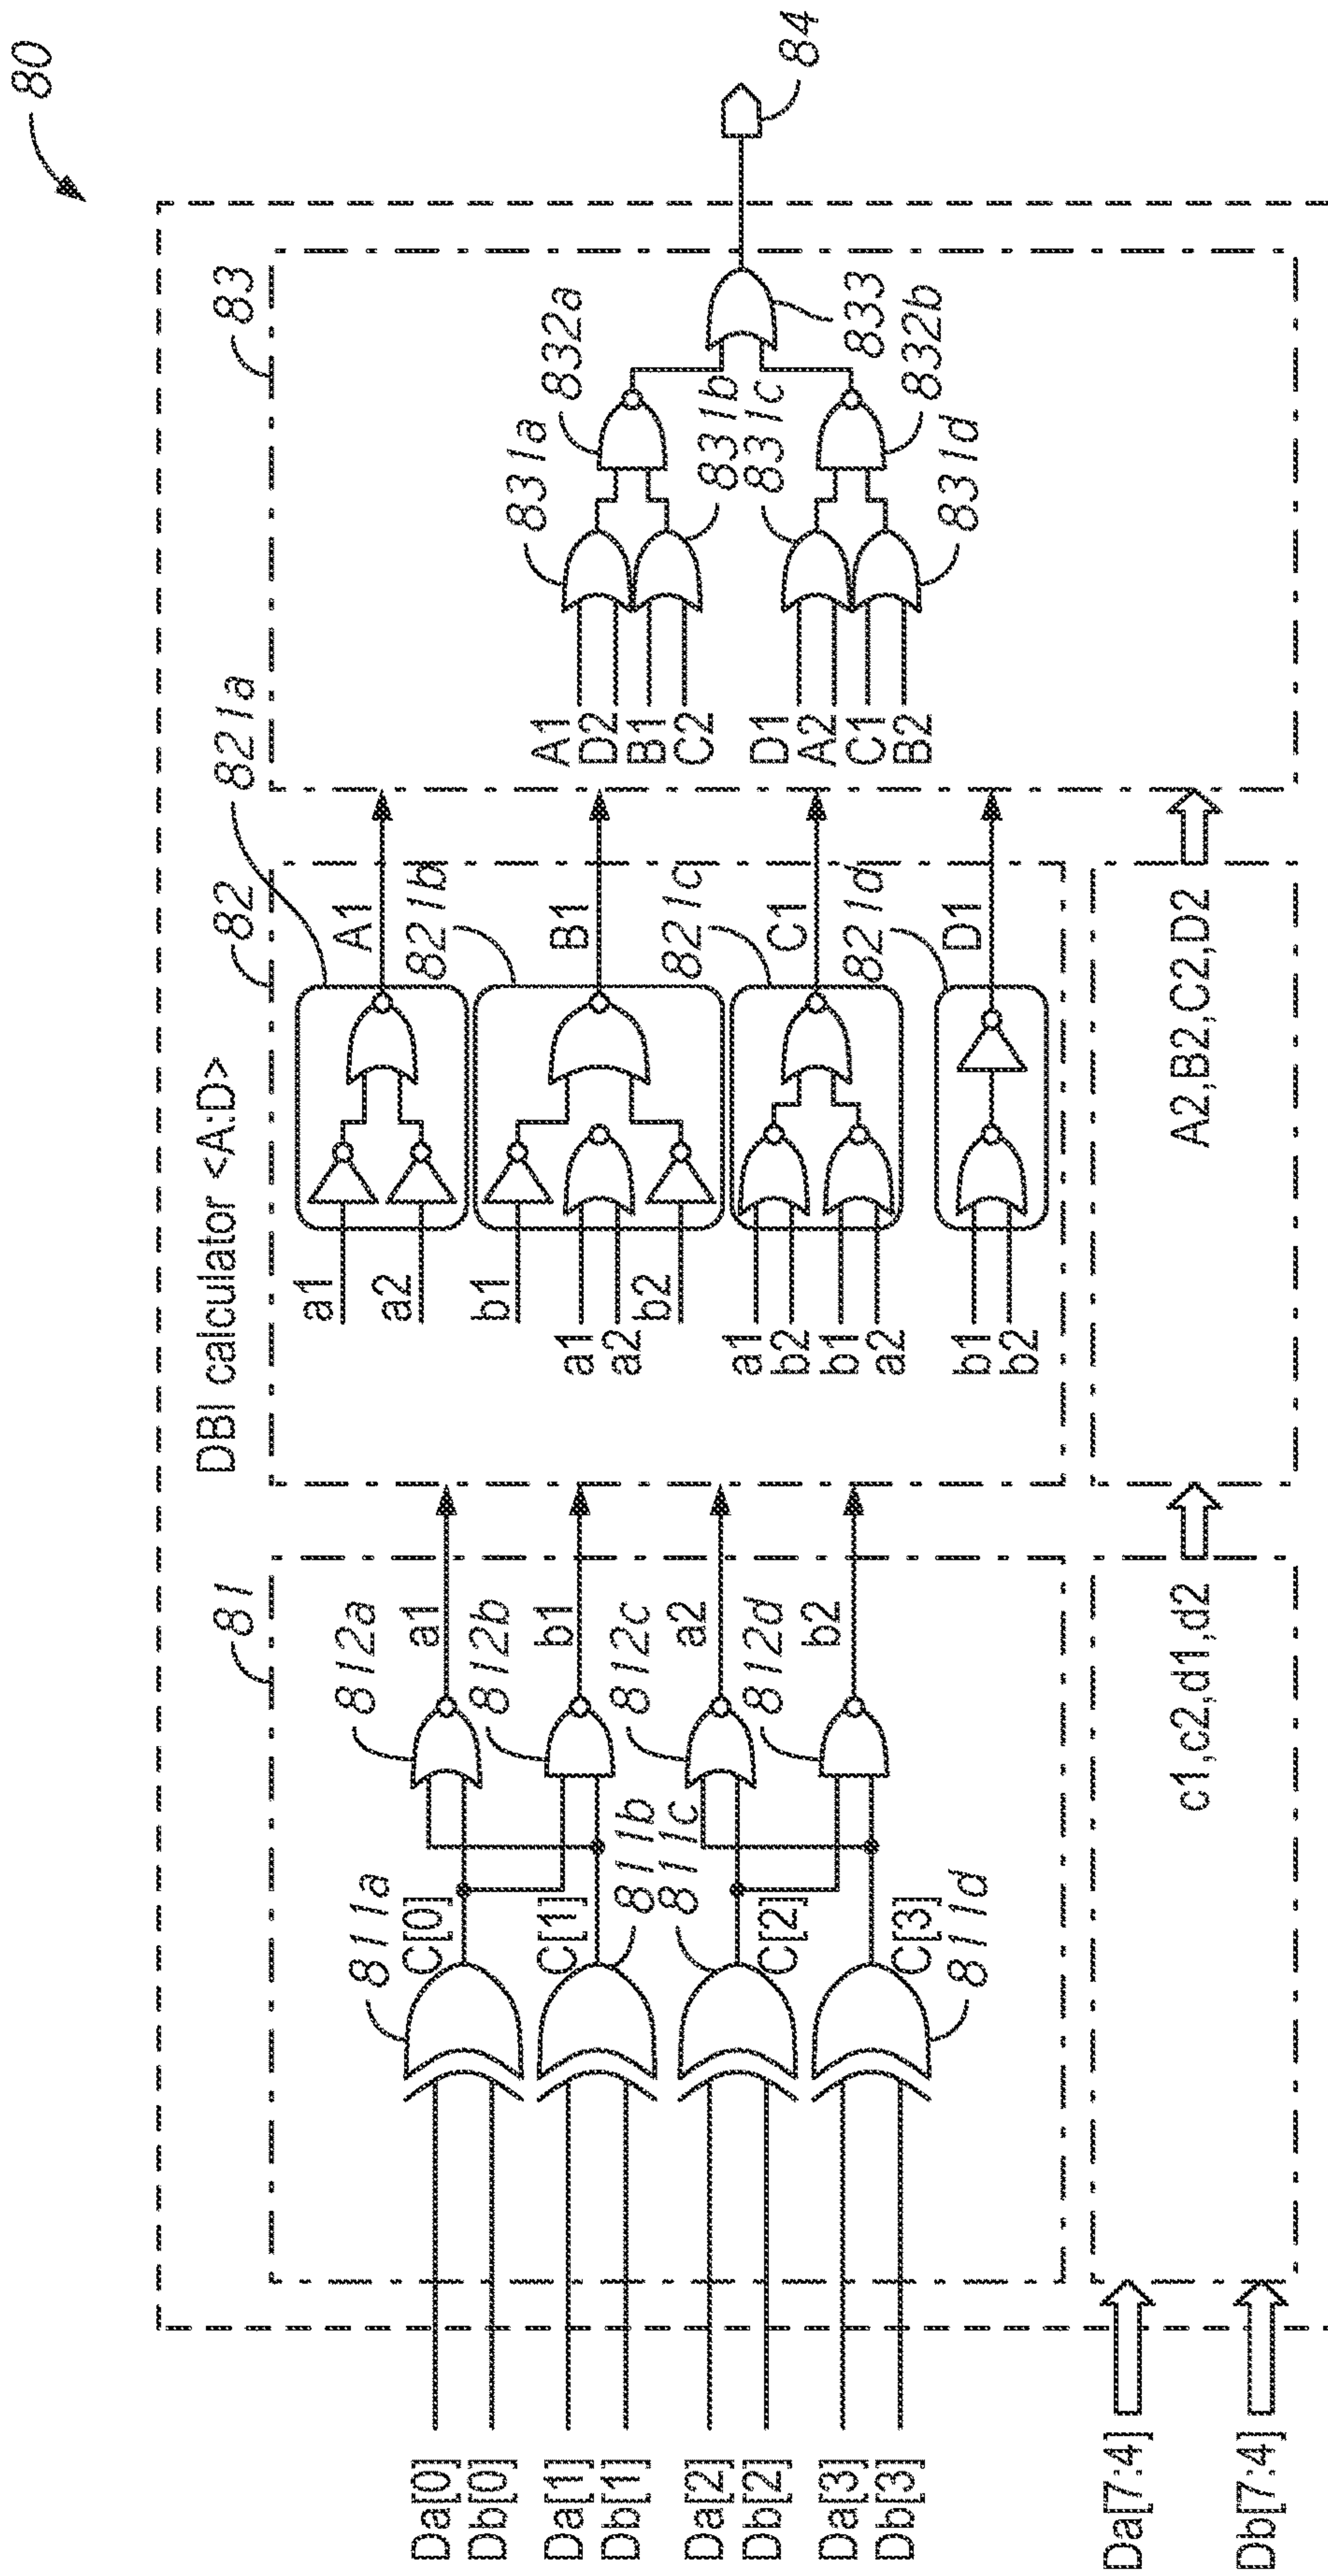 80
DBI calculator <A:D>
81
82
821a
83
Da[0]
Db[0]
Da[1]
Db[1]
Da[2]
Db[2]
Da[3]
Db[3]
Da[7:4]
Db[7:4]
811a
C[0]
C[1]
811b
811c
C[2]
C[3]
811d
812a
a1
812b
b1
812c
a2
812d
b2
c1,c2,d1,d2
a1
a2
b1
a1
a2
b2
a1
b2
b1
a2
b1
b2
A1
821b
B1
821c
C1
821d
D1
A2,B2,C2,D2
A1
D2
B1
C2
D1
A2
C1
B2
831a
832a
831b
831c
833
832b
831d
84